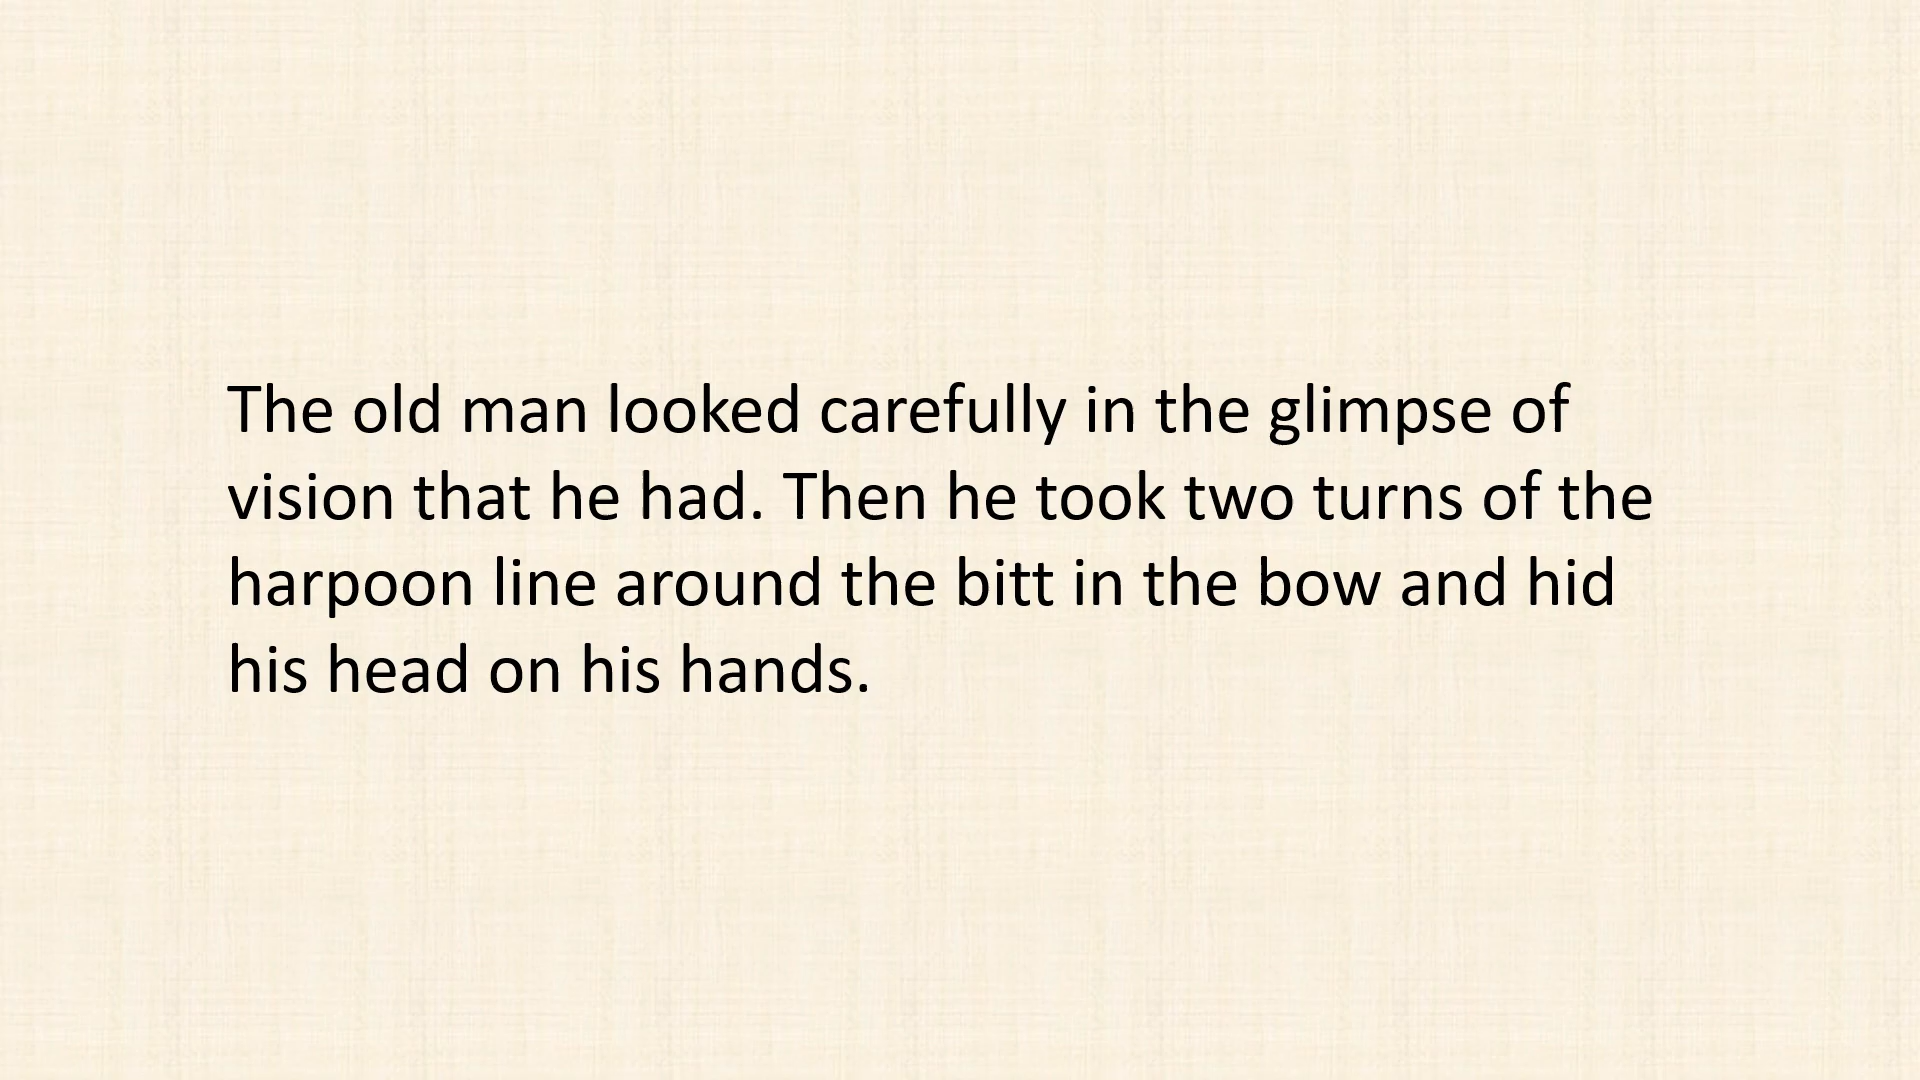 The old man looked carefully in the glimpse of
vision that he had. Then he took two turns of the
harpoon line around the bitt in the bow and hid
his head on his hands.